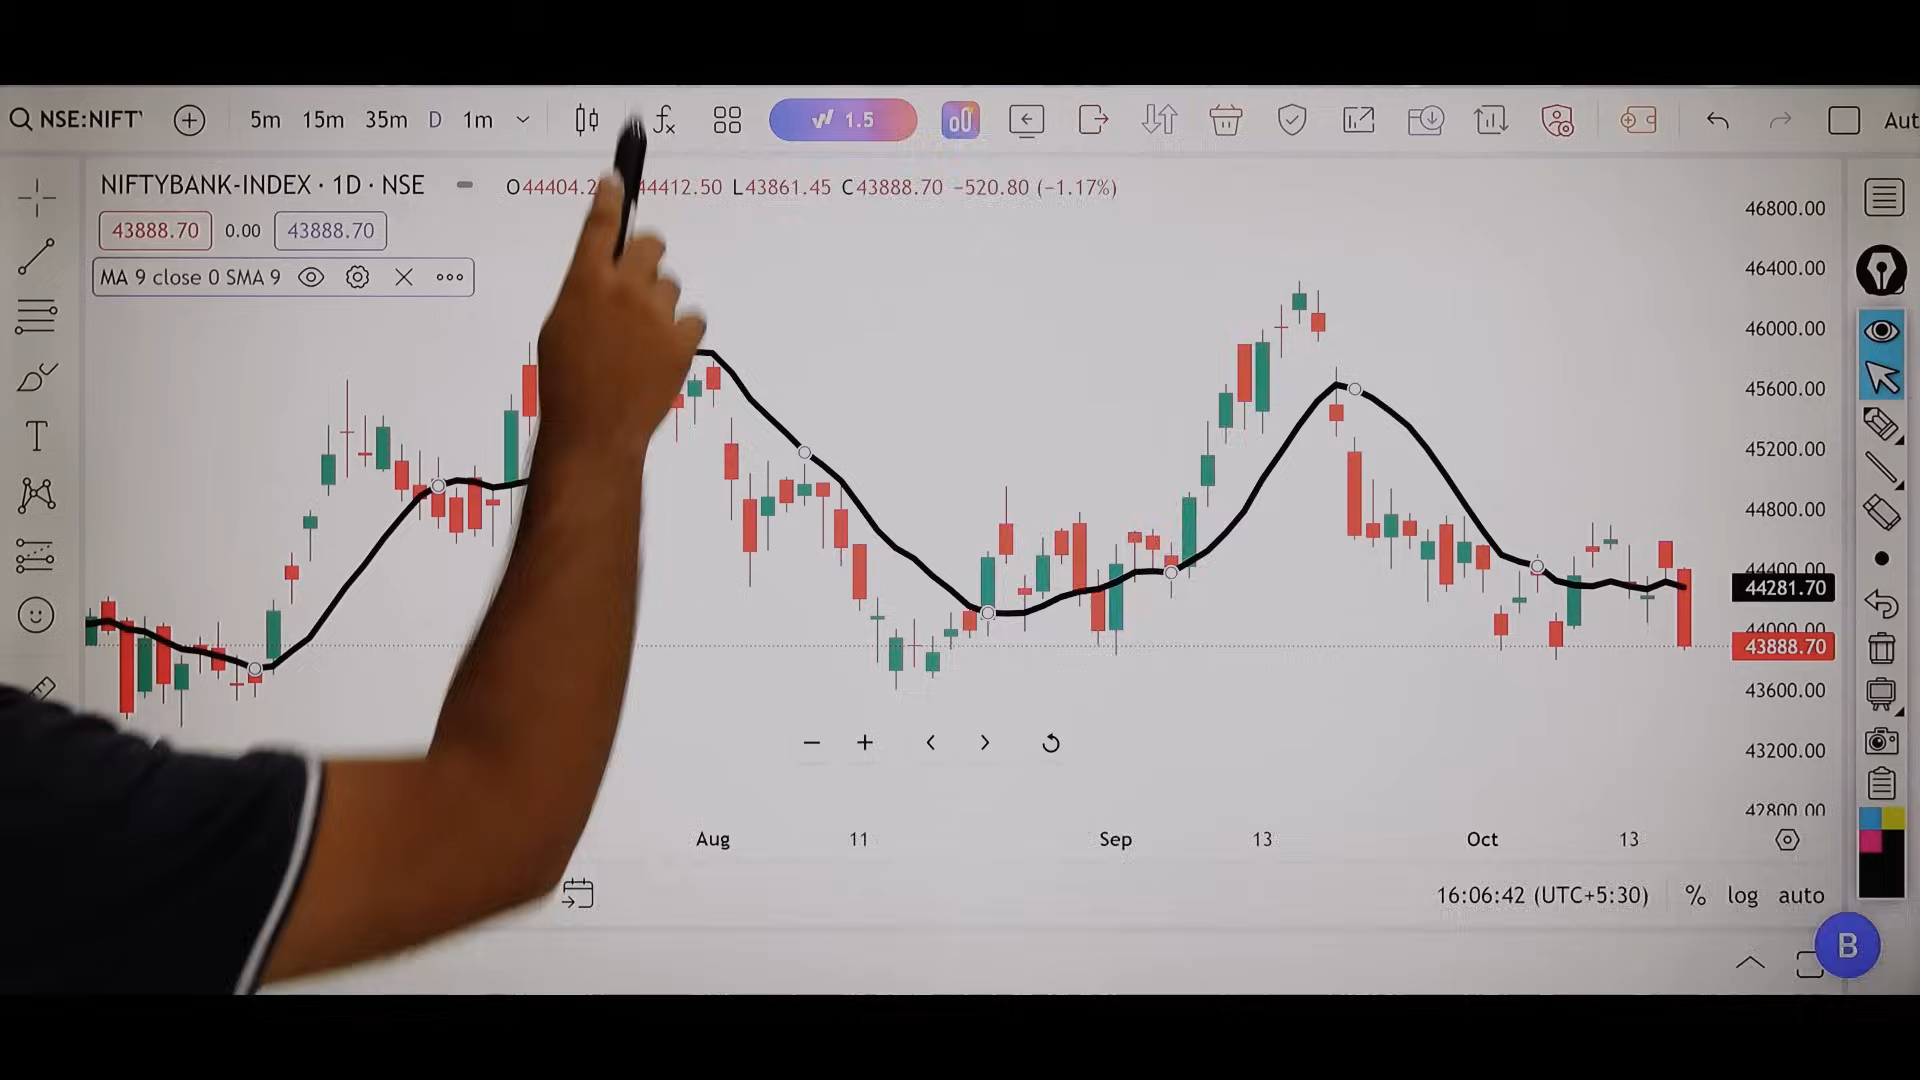 NSE:NIFT
5m 15m 35m D 1m fx 1.5 Aut
NIFTYBANK-INDEX · 1D · NSE
O44404.2 44412.50 L43861.45 C43888.70 −520.80 (−1.17%)
43888.70 0.00 43888.70
MA 9 close 0 SMA 9
46800.00
46400.00
46000.00
45600.00
45200.00
44800.00
44400.00
44281.70
44000.00
43888.70
43600.00
43200.00
42800.00
Aug 11 Sep 13 Oct 13
16:06:42 (UTC+5:30) % log auto
B